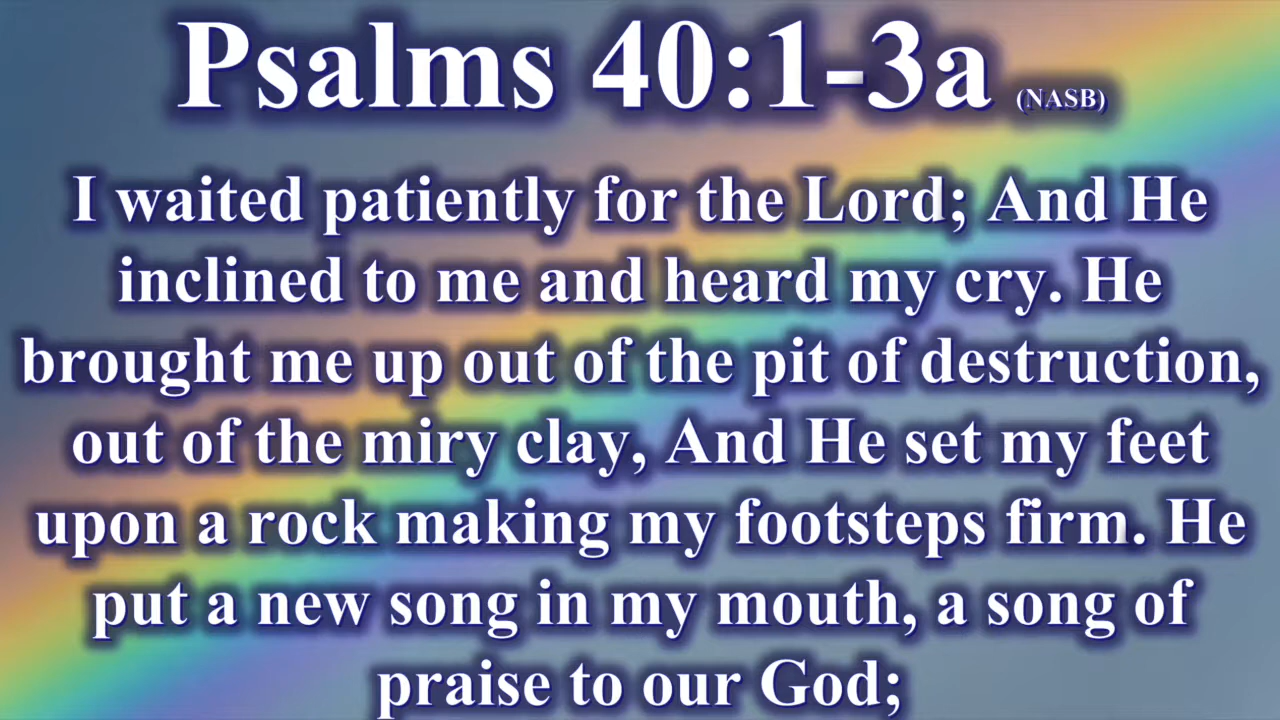 Psalms 40:1-3a (NASB)
I waited patiently for the Lord; And He
inclined to me and heard my cry. He
brought me up out of the pit of destruction,
out of the miry clay, And He set my feet
upon a rock making my footsteps firm. He
put a new song in my mouth, a song of
praise to our God;